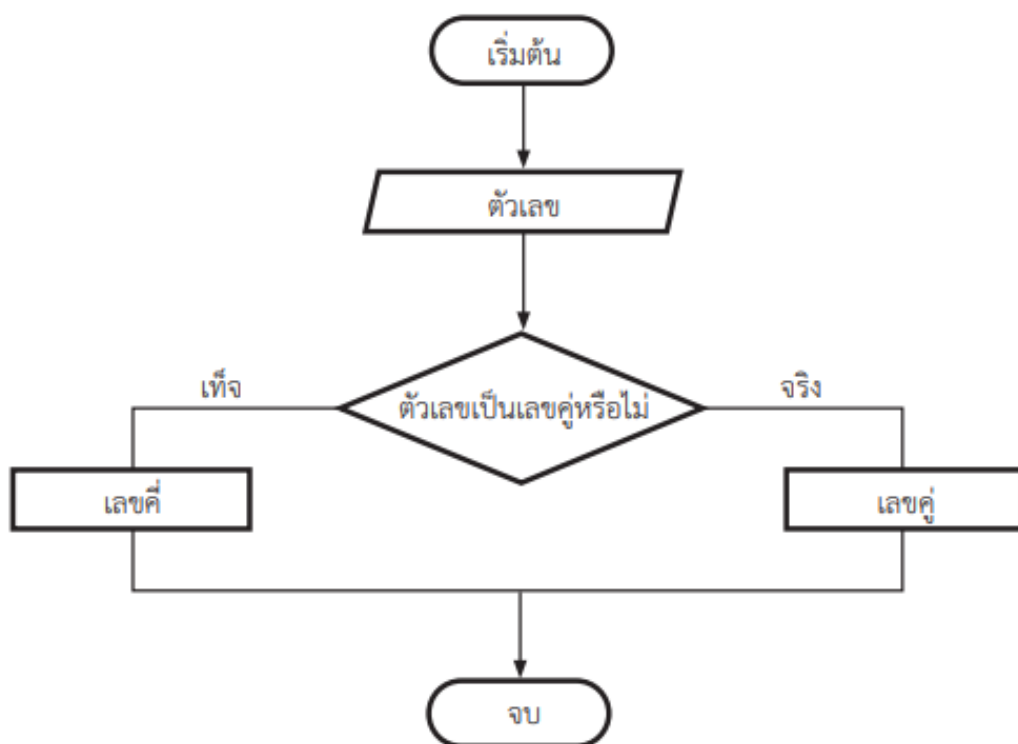 เริ่มต้น
ตัวเลข
ตัวเลขเป็นเลขคู่หรือไม่
เท็จ
จริง
เลขคี่
เลขคู่
จบ